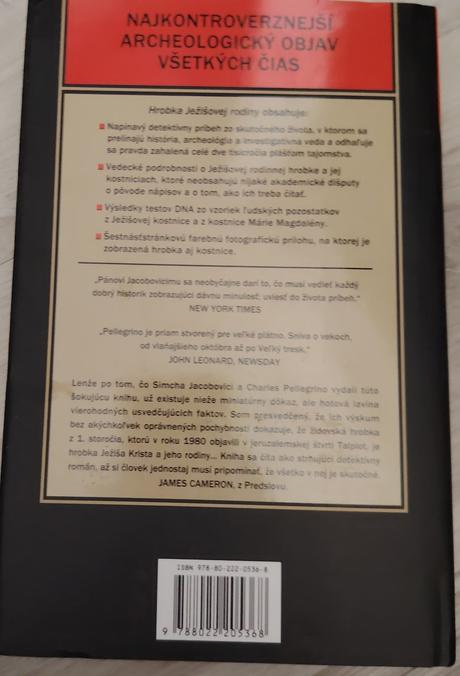 NAJKONTROVERZNEJŠÍ
ARCHEOLOGICKÝ OBJAV
VŠETKÝCH ČIAS
Hrobka Ježišovej rodiny obsahuje:
Napínavý detektívny príbeh zo skutočného života, v ktorom sa
prelínajú história, archeológia a investigatívna veda a odhaľuje
sa pravda zahalená celé dve tisícročia plášťom tajomstva.
Vedecké podrobnosti o Ježišovej rodinnej hrobke a jej
kostniciach, ktoré neobsahujú nijaké akademické dišputy
o pôvode nápisov a o tom, ako ich treba čítať.
Výsledky testov DNA zo vzoriek ľudských pozostatkov
z Ježišovej kostnice a z kostnice Márie Magdalény.
Šestnásťstránkovú farebnú fotografickú prílohu, na ktorej je
zobrazená hrobka aj kostnice.
„Pánovi Jacobovicimu sa neobyčajne darí to, čo musí vedieť každý
dobrý historik zobrazujúci dávnu minulosť: uviesť do života príbeh."
NEW YORK TIMES
„Pellegrino je priam stvorený pre veľké plátno. Sníva o vekoch,
od vlaňajšieho októbra až po Veľký tresk."
JOHN LEONARD, NEWSDAY
Lenže po tom, čo Simcha Jacobovici a Charles Pellegrino vydali túto
šokujúcu knihu, už existuje nieže miniatúrny dôkaz, ale hotová lavína
vierohodných usvedčujúcich faktov. Som presvedčený, že ich výskum
bez akýchkoľvek oprávnených pochybností dokazuje, že židovská hrobka
z 1. storočia, ktorú v roku 1980 objavili v jeruzalemskej štvrti Talpiot, je
hrobka Ježiša Krista a jeho rodiny... Kniha sa číta ako strhujúci detektívny
román, až si človek jednostaj musí pripomínať, že všetko v nej je skutočné.
JAMES CAMERON, z Predslovu.
ISBN 978-80-222-0536-8
9 788022 205368